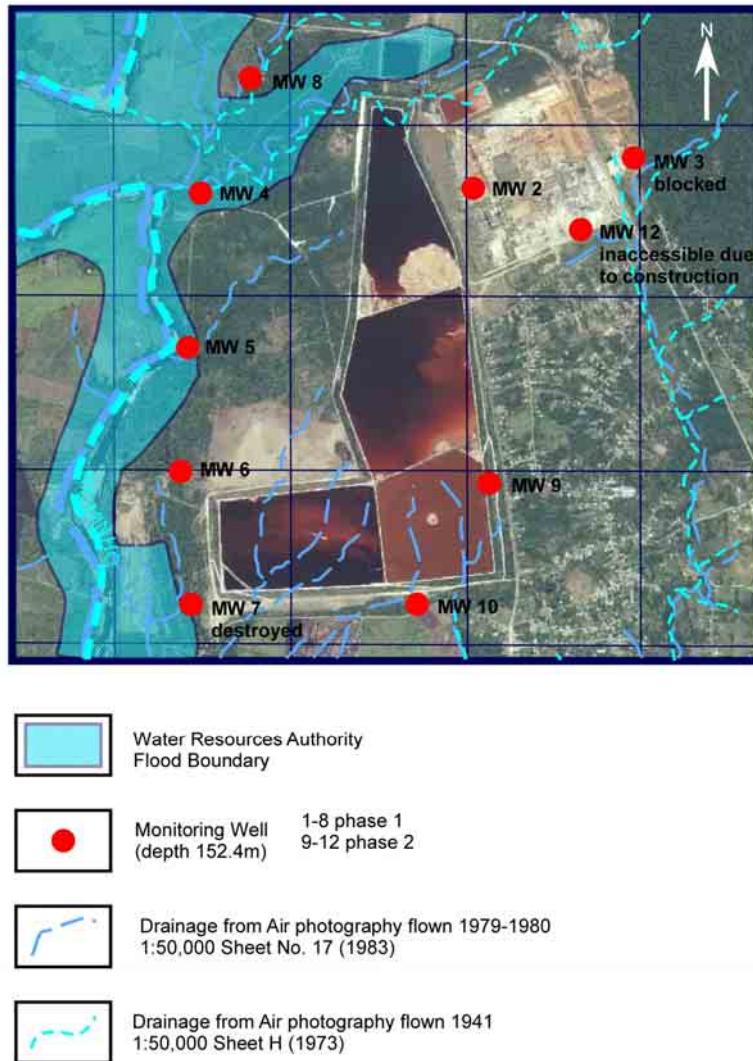 N
MW 8
MW 3
blocked
MW 4
MW 2
MW 12
inaccessible due
to construction
MW 5
MW 6
MW 9
MW 7
destroyed
MW 10
Water Resources Authority
Flood Boundary
Monitoring Well
(depth 152.4m)
1-8 phase 1
9-12 phase 2
Drainage from Air photography flown 1979-1980
1:50,000 Sheet No. 17 (1983)
Drainage from Air photography flown 1941
1:50,000 Sheet H (1973)